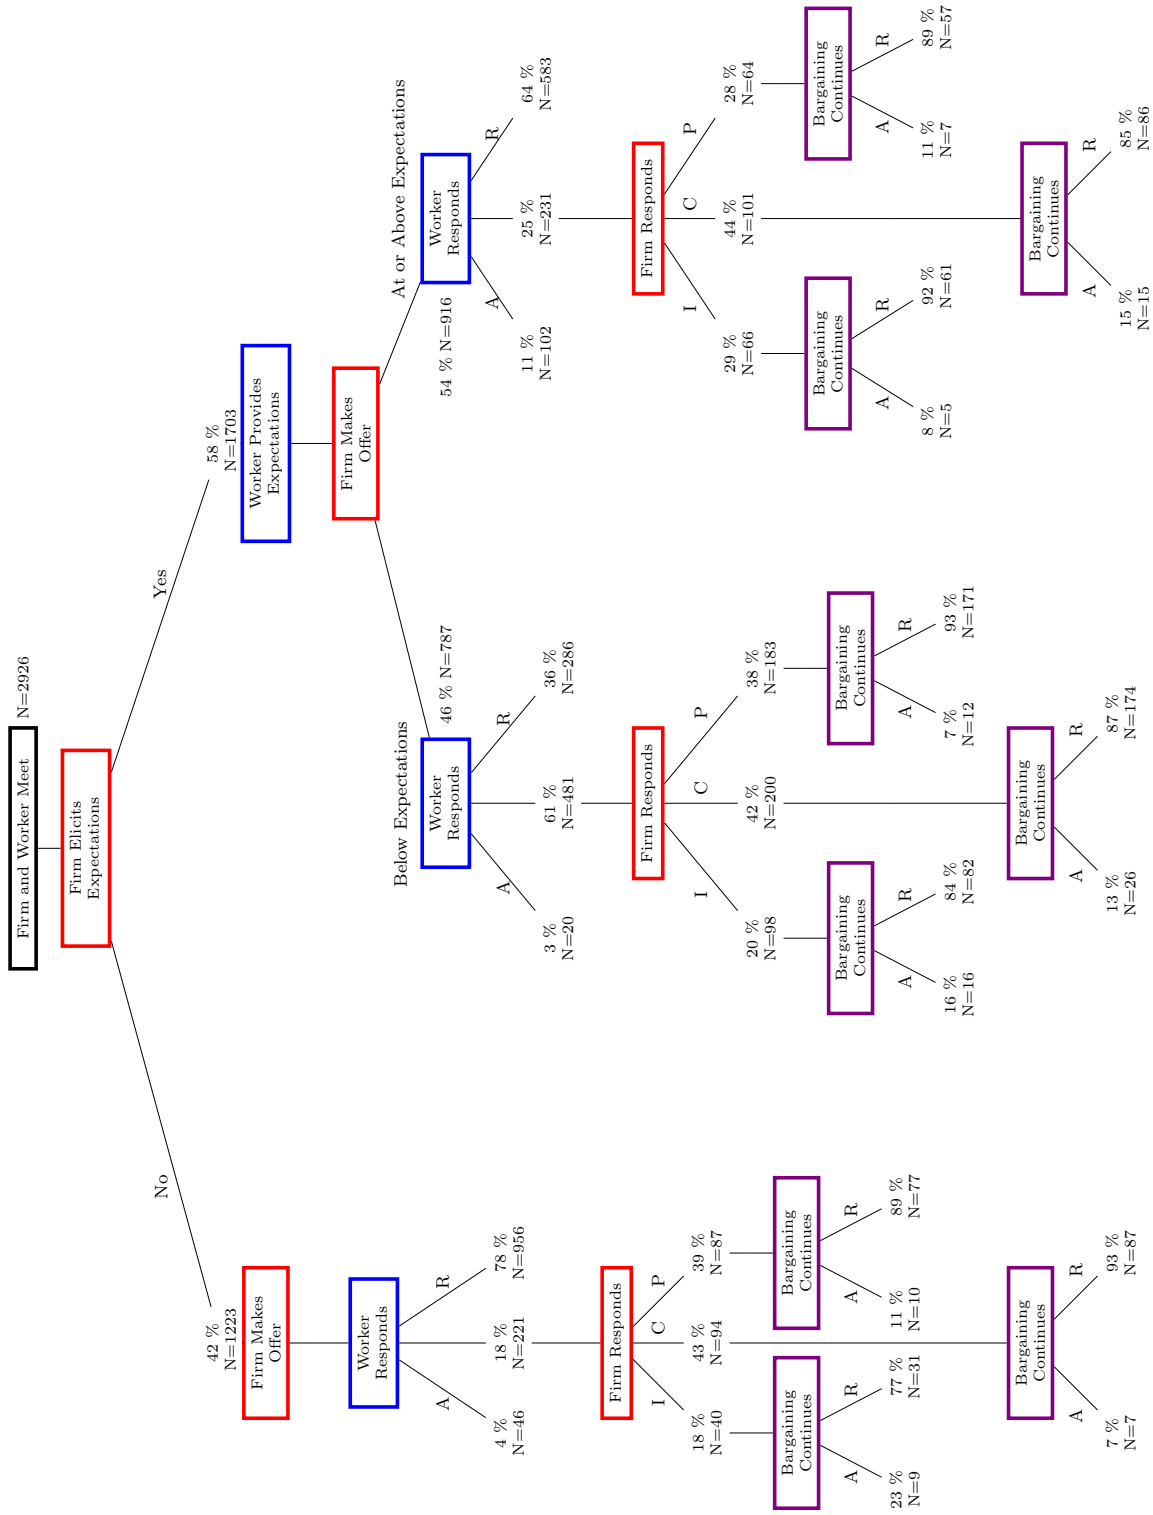 Firm and Worker Meet
N=2926
Firm Elicits
Expectations
No
Yes
42 %
N=1223
58 %
N=1703
Firm Makes
Offer
Worker Provides
Expectations
Firm Makes
Offer
Below Expectations
At or Above Expectations
46 % N=787
54 % N=916
Worker
Responds
Worker
Responds
Worker
Responds
A
R
A
R
A
R
4 %
N=46
18 %
N=221
78 %
N=956
3 %
N=20
61 %
N=481
36 %
N=286
11 %
N=102
25 %
N=231
64 %
N=583
Firm Responds
Firm Responds
Firm Responds
I
C
P
I
C
P
I
C
P
18 %
N=40
43 %
N=94
39 %
N=87
20 %
N=98
42 %
N=200
38 %
N=183
29 %
N=66
44 %
N=101
28 %
N=64
Bargaining
Continues
Bargaining
Continues
Bargaining
Continues
Bargaining
Continues
Bargaining
Continues
Bargaining
Continues
A
R
A
R
A
R
A
R
A
R
A
R
23 %
N=9
77 %
N=31
11 %
N=10
89 %
N=77
16 %
N=16
84 %
N=82
7 %
N=12
93 %
N=171
8 %
N=5
92 %
N=61
11 %
N=7
89 %
N=57
Bargaining
Continues
Bargaining
Continues
Bargaining
Continues
A
R
A
R
A
R
7 %
N=7
93 %
N=87
13 %
N=26
87 %
N=174
15 %
N=15
85 %
N=86